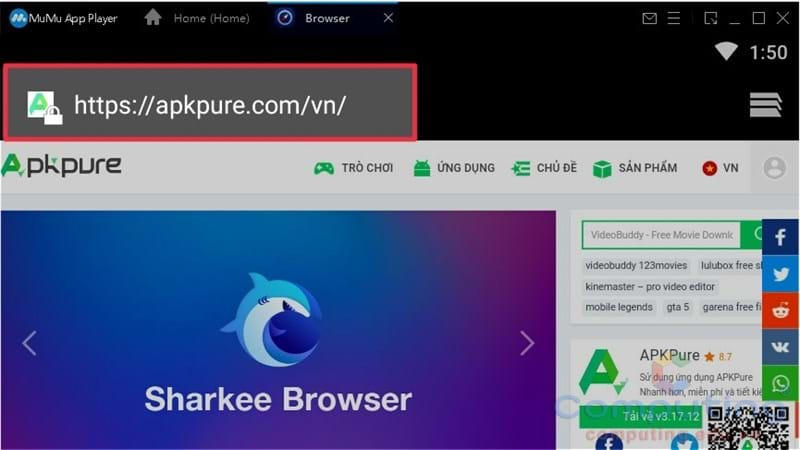 MuMu App Player
Home (Home)
Browser
1:50
https://apkpure.com/vn/
Apkpure
TRÒ CHƠI
ỨNG DỤNG
CHỦ ĐỀ
SẢN PHẨM
VN
VideoBuddy - Free Movie Downl
videobuddy 123movies
lulubox free s
kinemaster – pro video editor
mobile legends
gta 5
garena free fi
Sharkee Browser
APKPure
8.7
Sử dụng ứng dụng APKPure
Nhanh hơn, miễn phí và tiết ki
Tải về v3.17.12